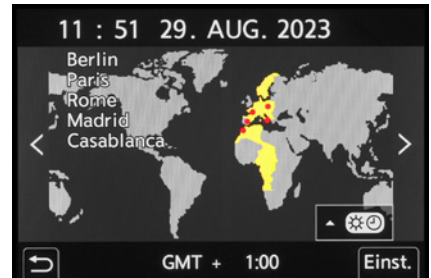 11 : 51 29. AUG. 2023
Berlin
Paris
Rome
Madrid
Casablanca
GMT + 1:00
Einst.